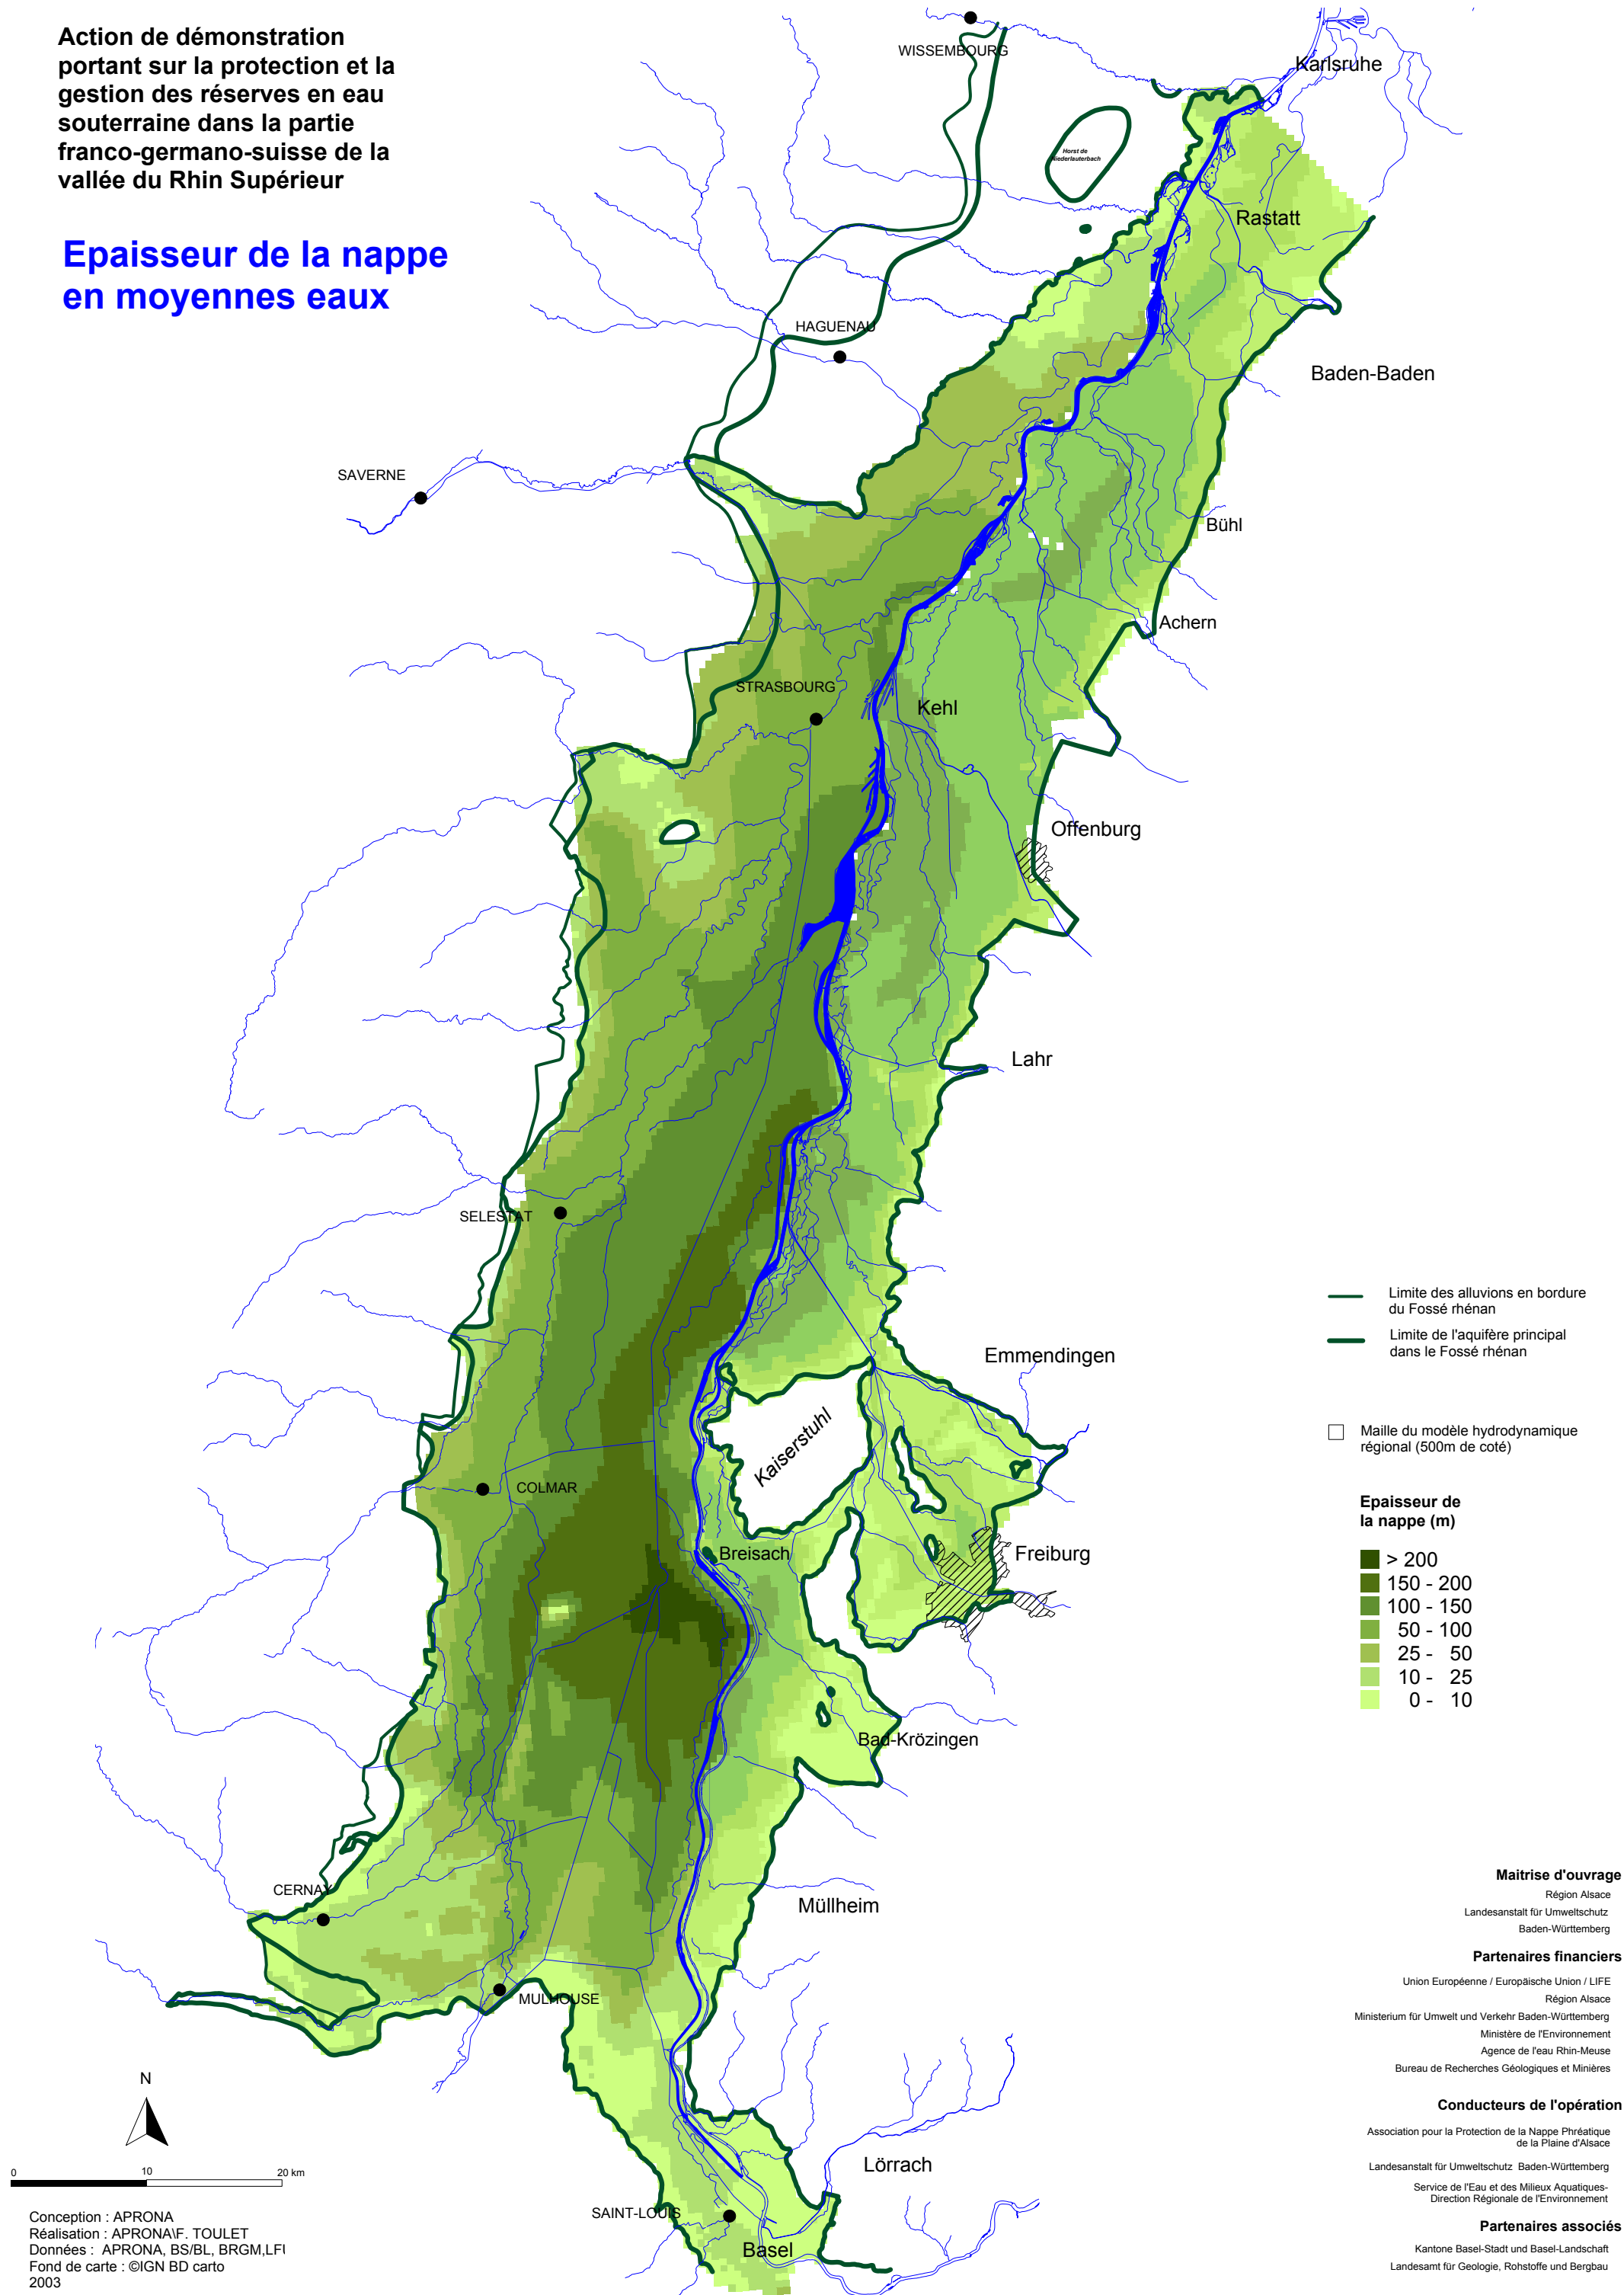 Action de démonstration
portant sur la protection et la
gestion des réserves en eau
souterraine dans la partie
franco-germano-suisse de la
vallée du Rhin Supérieur
Epaisseur de la nappe
en moyennes eaux
WISSEMBOURG
Karlsruhe
Horst de
Niederlauterbach
Rastatt
HAGUENAU
Baden-Baden
SAVERNE
Bühl
Achern
STRASBOURG
Kehl
Offenburg
Lahr
SELESTAT
Emmendingen
Kaiserstuhl
COLMAR
Breisach
Freiburg
Bad-Krözingen
CERNAY
Müllheim
MULHOUSE
Lörrach
SAINT-LOUIS
Basel
Limite des alluvions en bordure
du Fossé rhénan
Limite de l'aquifère principal
dans le Fossé rhénan
Maille du modèle hydrodynamique
régional (500m de coté)
Epaisseur de
la nappe (m)
> 200
150 - 200
100 - 150
50 - 100
25 - 50
10 - 25
0 - 10
Maitrise d'ouvrage
Région Alsace
Landesanstalt für Umweltschutz
Baden-Württemberg
Partenaires financiers
Union Européenne / Europäische Union / LIFE
Région Alsace
Ministerium für Umwelt und Verkehr Baden-Württemberg
Ministère de l'Environnement
Agence de l'eau Rhin-Meuse
Bureau de Recherches Géologiques et Minières
Conducteurs de l'opération
Association pour la Protection de la Nappe Phréatique
de la Plaine d'Alsace
Landesanstalt für Umweltschutz Baden-Württemberg
Service de l'Eau et des Milieux Aquatiques-
Direction Régionale de l'Environnement
Partenaires associés
Kantone Basel-Stadt und Basel-Landschaft
Landesamt für Geologie, Rohstoffe und Bergbau
N
0 10 20 km
Conception : APRONA
Réalisation : APRONA\F. TOULET
Données : APRONA, BS/BL, BRGM,LFU
Fond de carte : ©IGN BD carto
2003